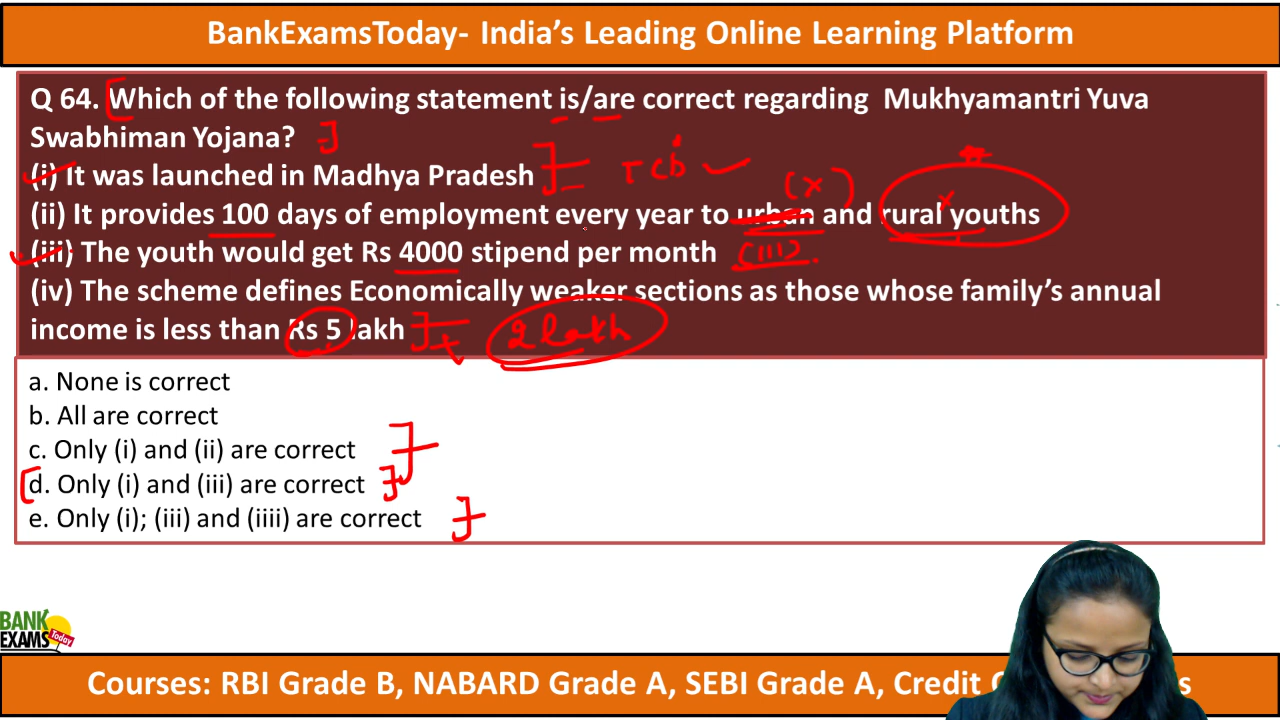 BankExamsToday- India's Leading Online Learning Platform
Q 64. Which of the following statement is/are correct regarding Mukhyamantri Yuva
Swabhiman Yojana?
(i) It was launched in Madhya Pradesh
(ii) It provides 100 days of employment every year to urban and rural youths (x) x
(iii) The youth would get Rs 4000 stipend per month (III).
(iv) The scheme defines Economically weaker sections as those whose family's annual
income is less than Rs 5 lakh 2 lakh
a. None is correct
b. All are correct
c. Only (i) and (ii) are correct
d. Only (i) and (iii) are correct
e. Only (i); (iii) and (iiii) are correct
BANK
EXAMS Today
Courses: RBI Grade B, NABARD Grade A, SEBI Grade A, Credit